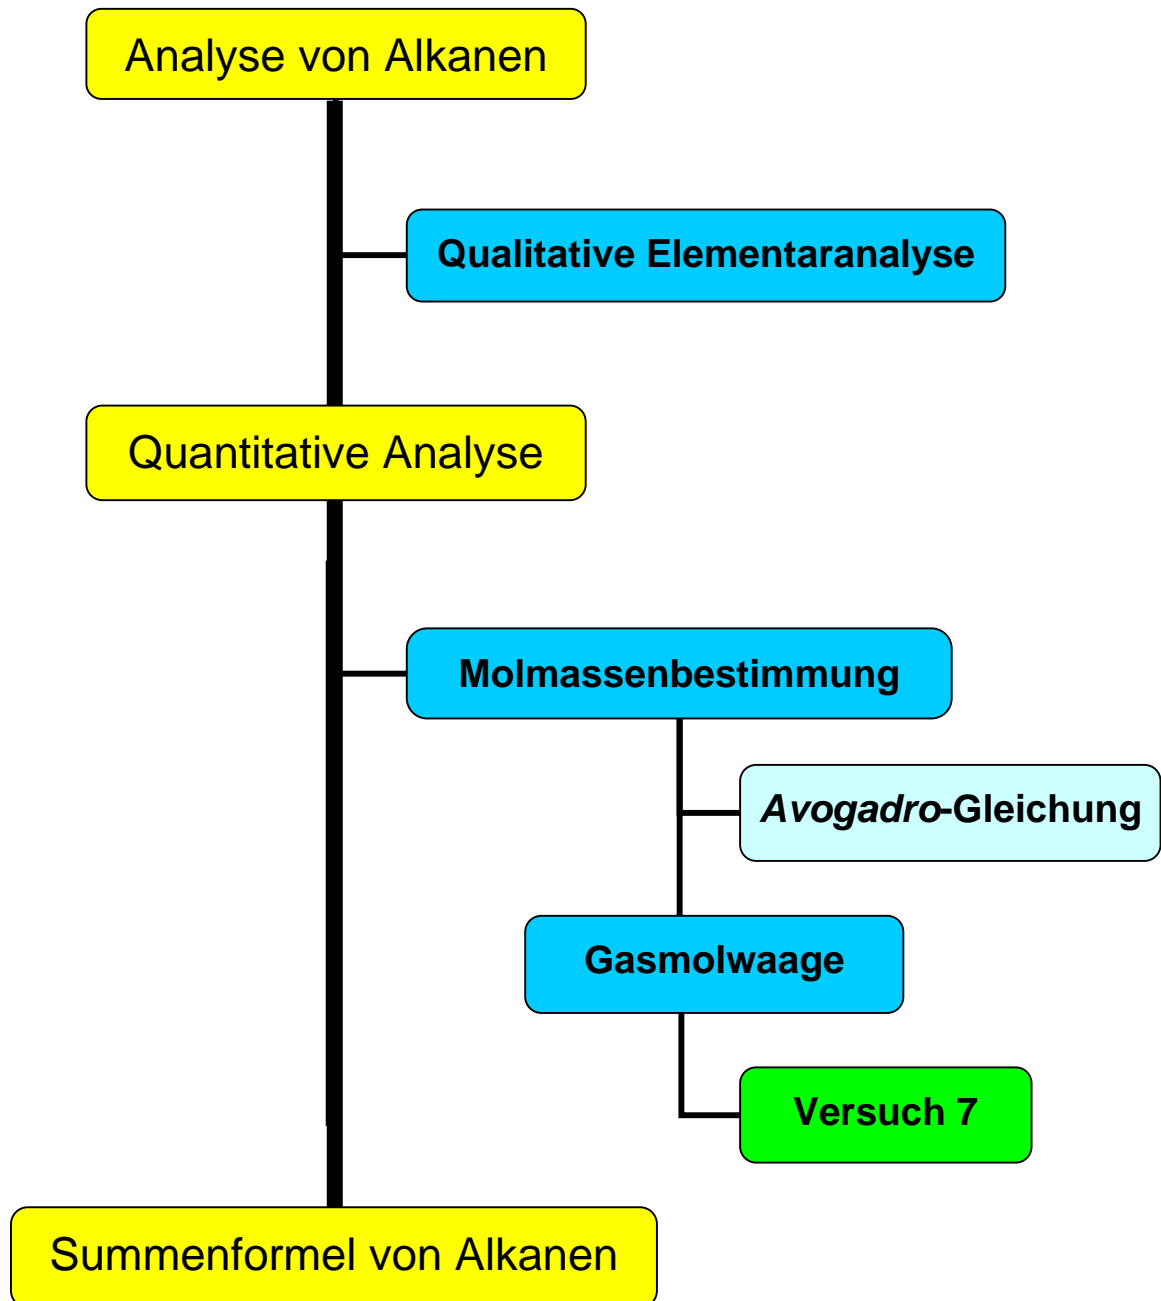 Analyse von Alkanen
Qualitative Elementaranalyse
Quantitative Analyse
Molmassenbestimmung
Avogadro-Gleichung
Gasmolwaage
Versuch 7
Summenformel von Alkanen